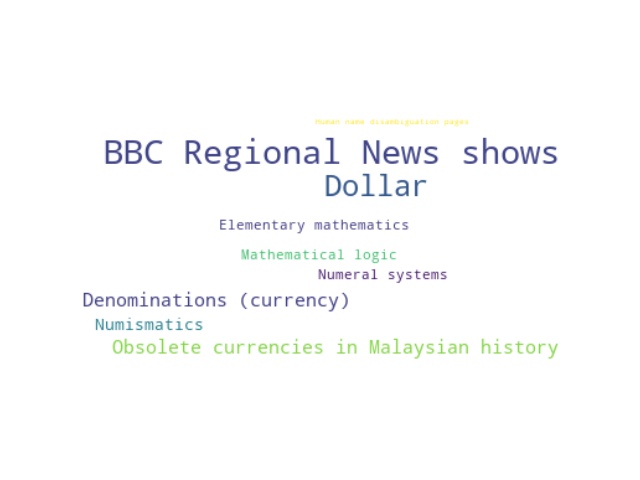 Human name disambiguation pages
BBC Regional News shows
Dollar
Elementary mathematics
Mathematical logic
Numeral systems
Denominations (currency)
Numismatics
Obsolete currencies in Malaysian history